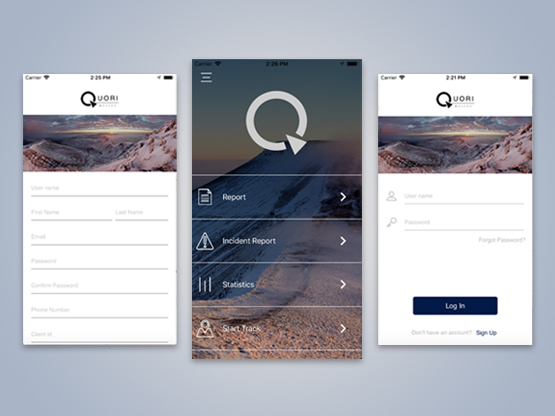 Carrier 2:25 PM
QUORI
User name
First Name Last Name
Email
Password
Confirm Password
Phone Number
Client id
Carrier 2:26 PM
Report
Incident Report
Statistics
Start Track
Carrier 2:21 PM
QUORI
User name
Password
Forgot Password?
Log In
Don't have an account? Sign Up